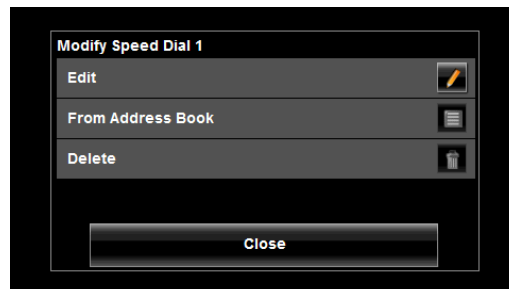 Modify Speed Dial 1
Edit
From Address Book
Delete
Close